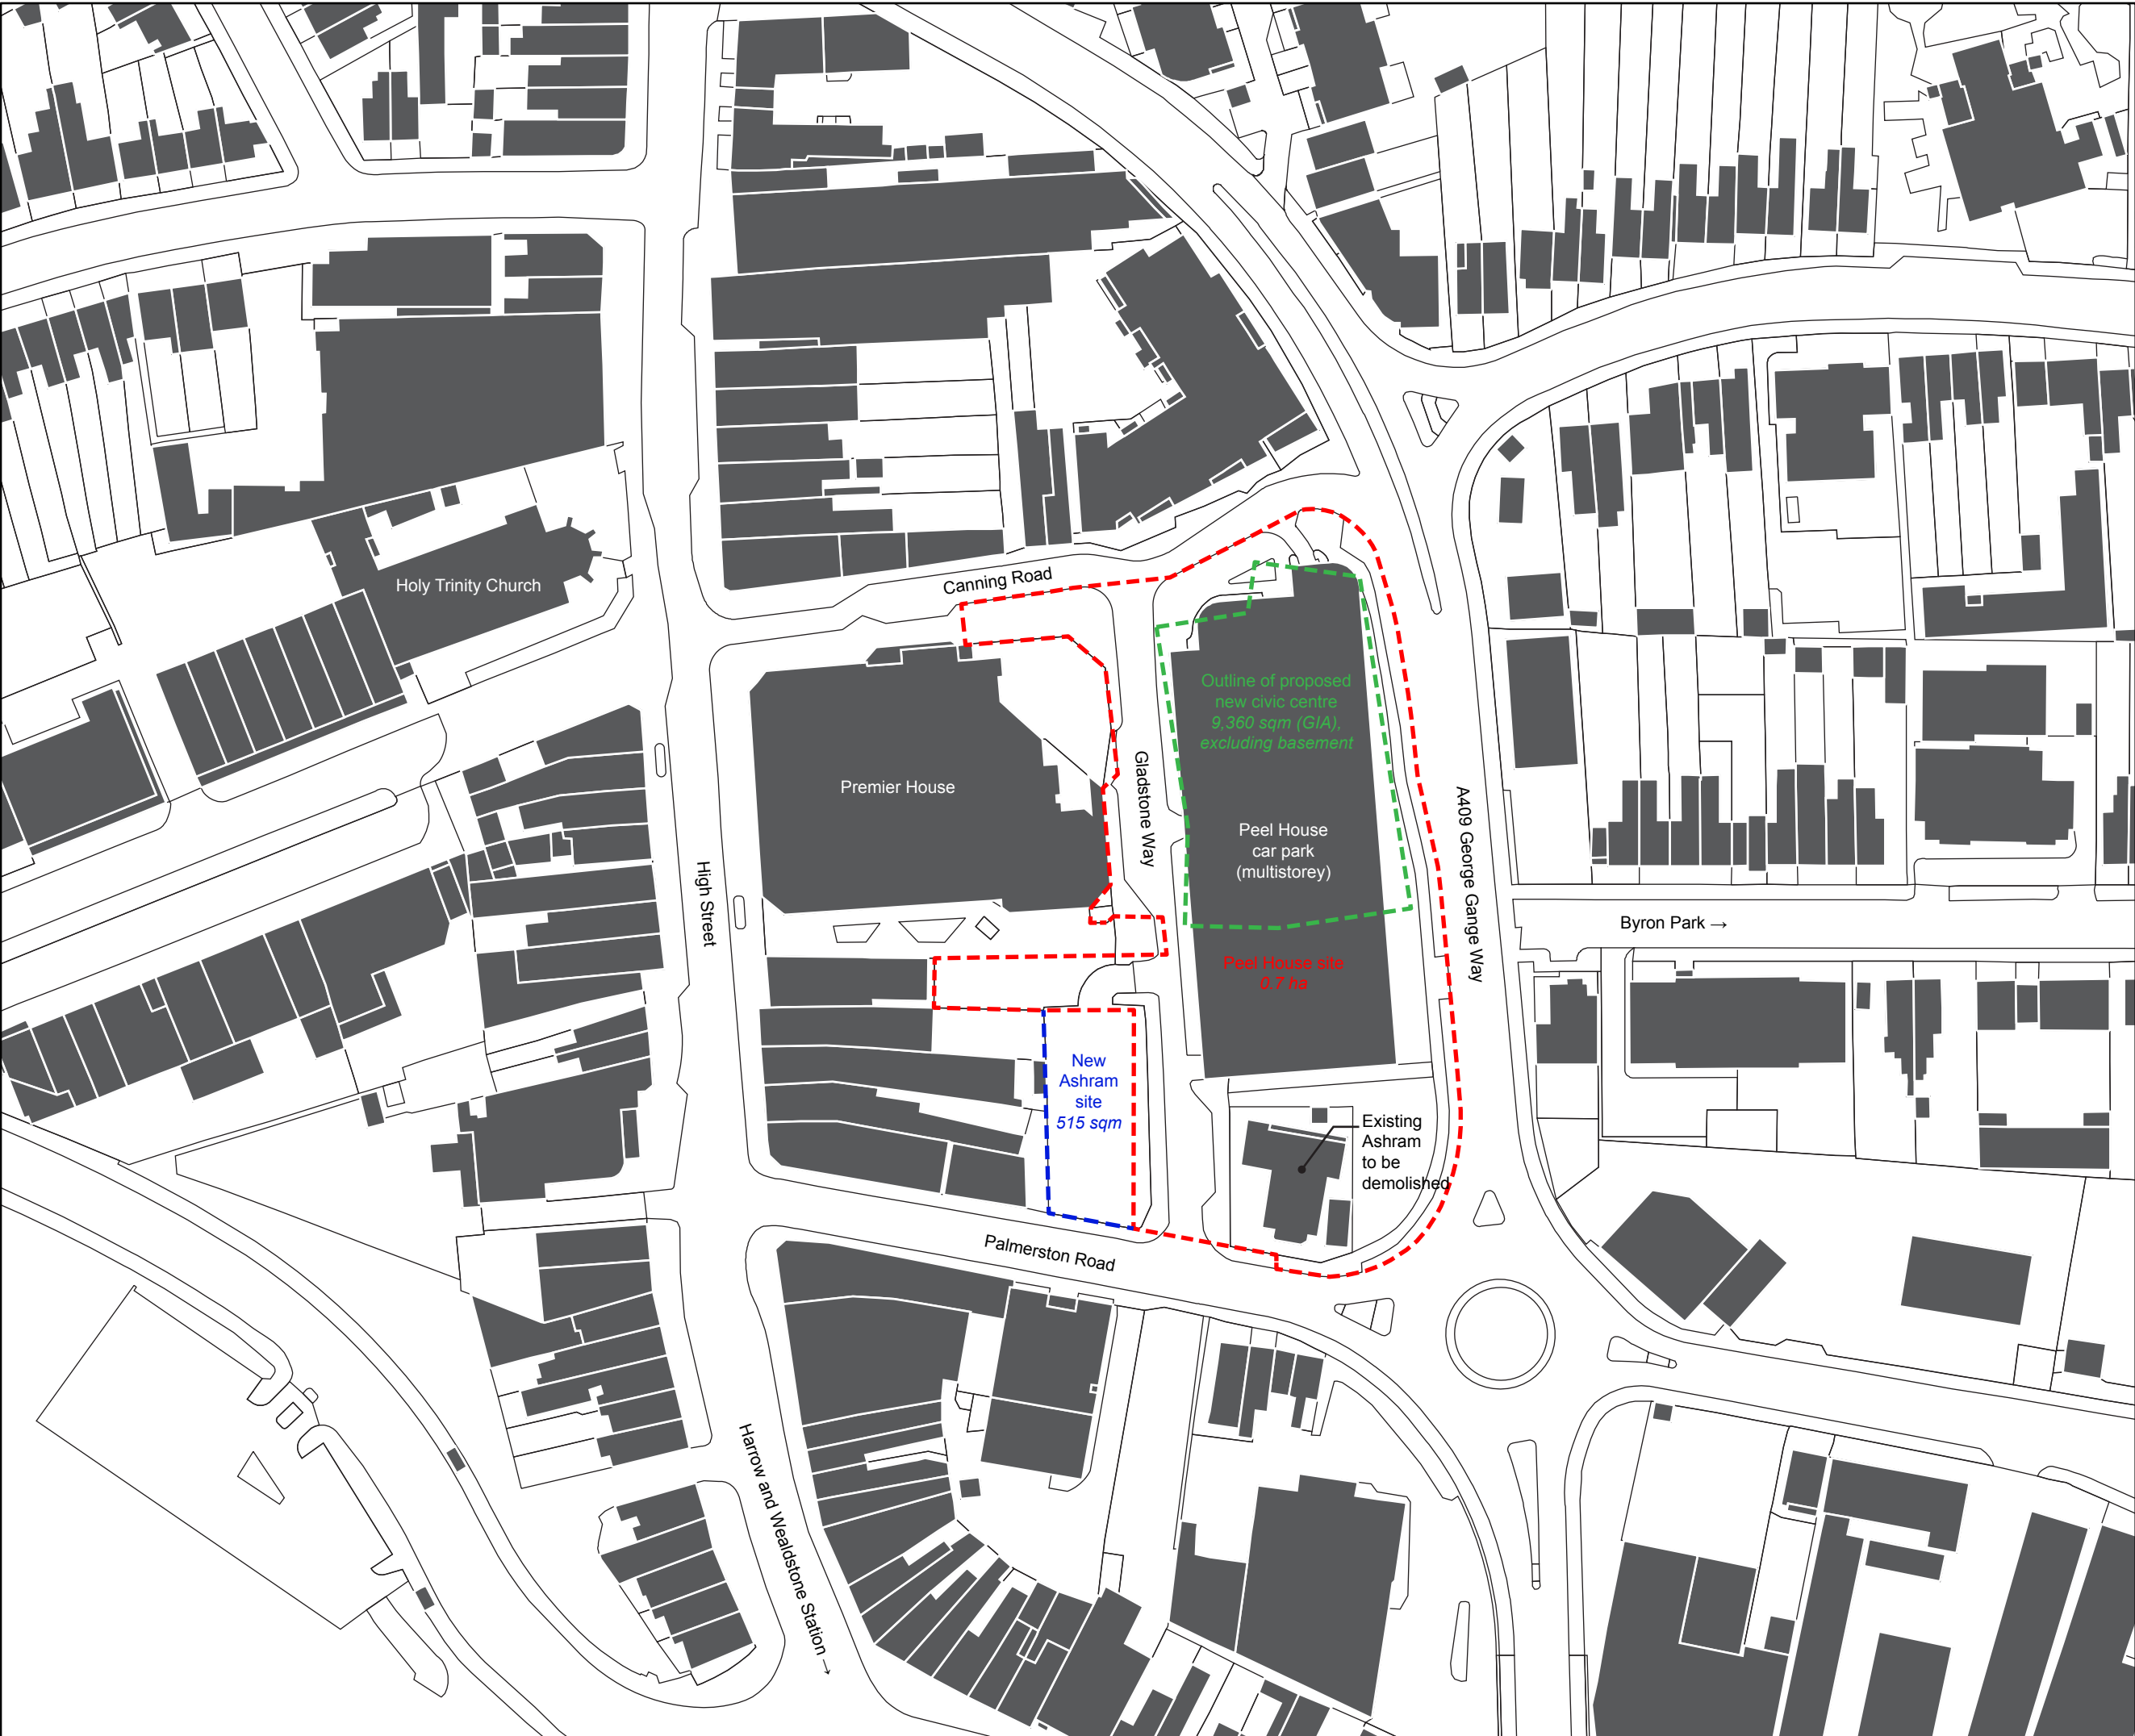 Canning Road
Holy Trinity Church
Outline of proposed
new civic centre
9,360 sqm (GIA),
excluding basement
Premier House
Gladstone Way
Peel House
car park
(multistorey)
A409 George Gange Way
High Street
Byron Park →
Peel House site
0.7 ha
New
Ashram
site
515 sqm
Existing
Ashram
to be
demolished
Palmerston Road
Harrow and Wealdstone Station →